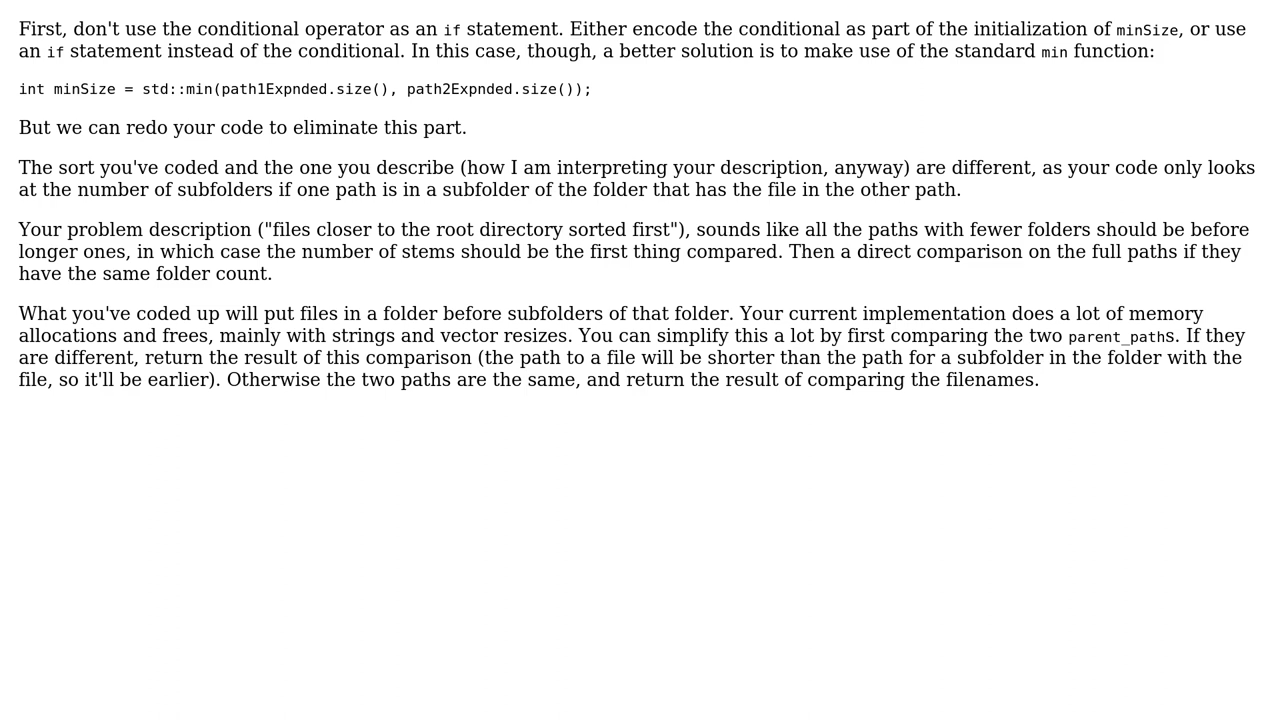 First, don't use the conditional operator as an if statement. Either encode the conditional as part of the initialization of minSize, or use
an if statement instead of the conditional. In this case, though, a better solution is to make use of the standard min function:
int minSize = std::min(path1Expnded.size(), path2Expnded.size());
But we can redo your code to eliminate this part.
The sort you've coded and the one you describe (how I am interpreting your description, anyway) are different, as your code only looks
at the number of subfolders if one path is in a subfolder of the folder that has the file in the other path.
Your problem description ("files closer to the root directory sorted first"), sounds like all the paths with fewer folders should be before
longer ones, in which case the number of stems should be the first thing compared. Then a direct comparison on the full paths if they
have the same folder count.
What you've coded up will put files in a folder before subfolders of that folder. Your current implementation does a lot of memory
allocations and frees, mainly with strings and vector resizes. You can simplify this a lot by first comparing the two parent_paths. If they
are different, return the result of this comparison (the path to a file will be shorter than the path for a subfolder in the folder with the
file, so it'll be earlier). Otherwise the two paths are the same, and return the result of comparing the filenames.